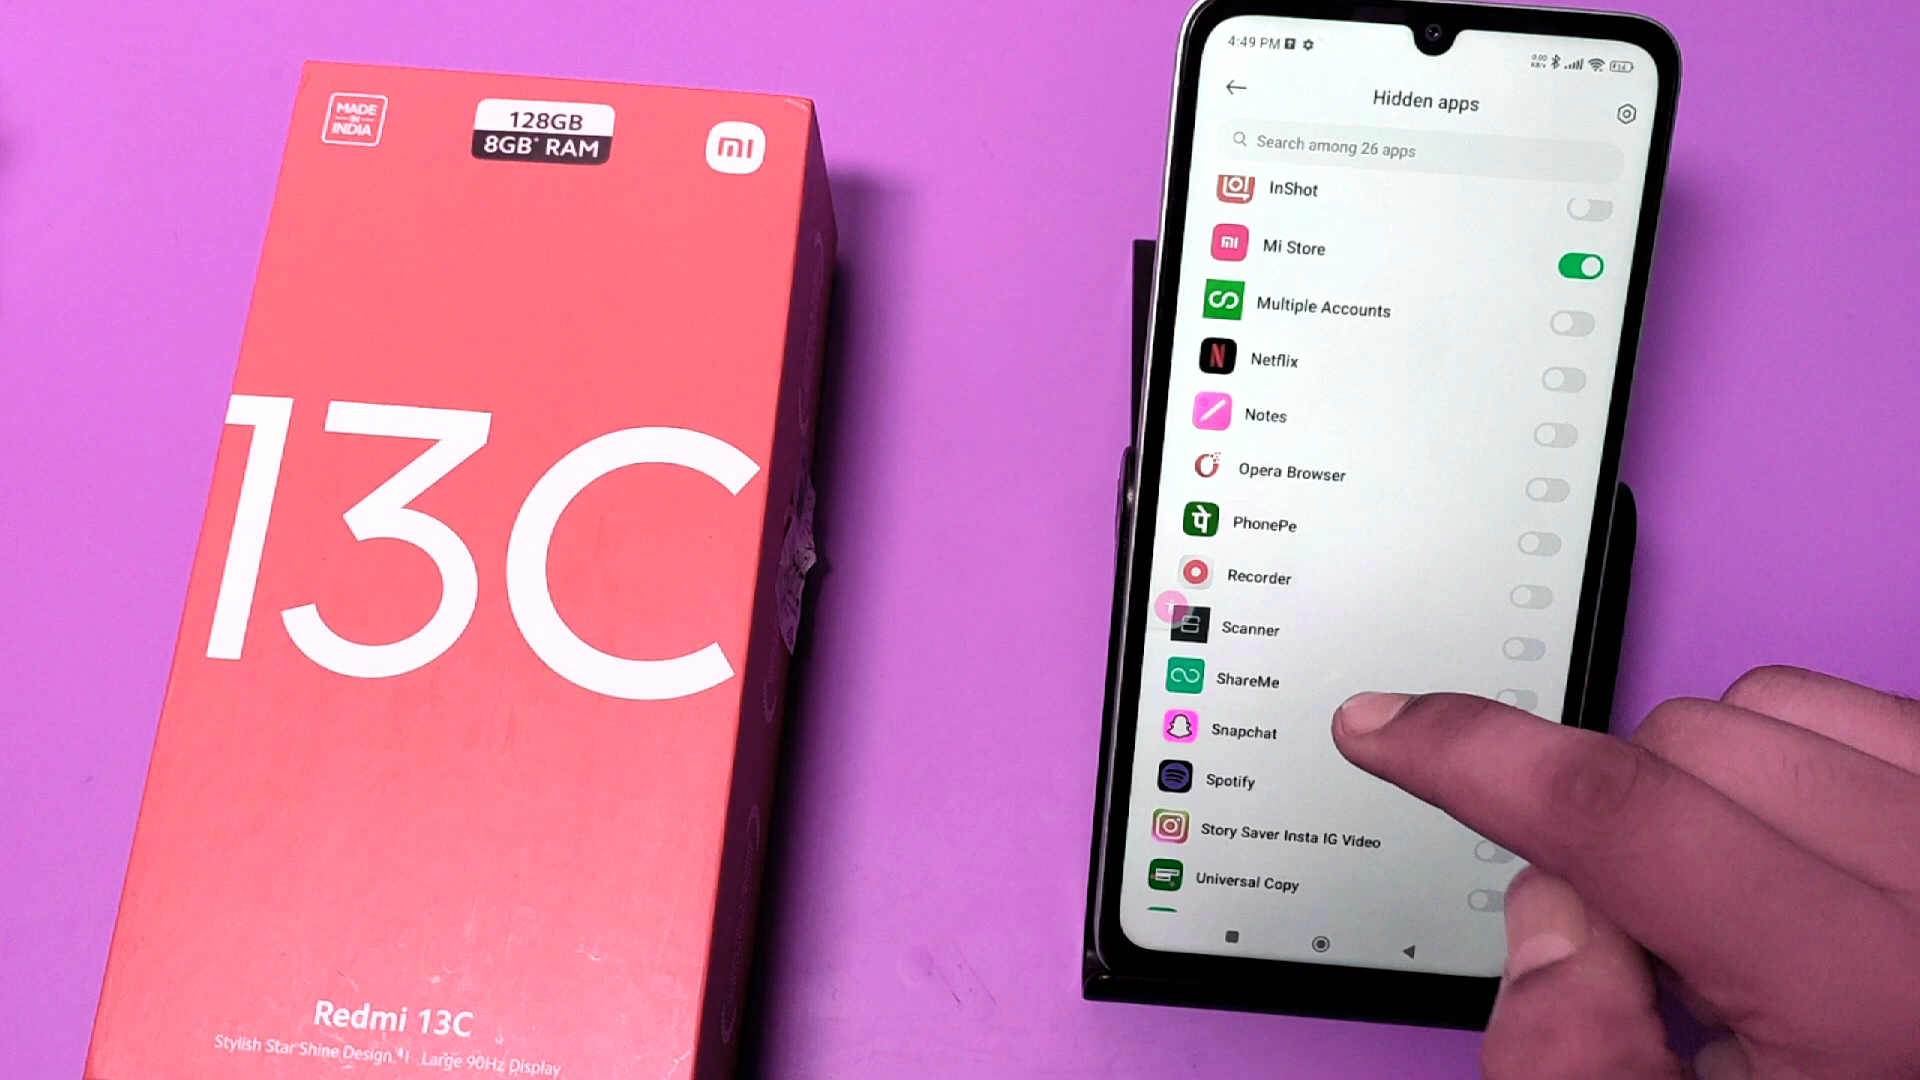 MADE
IN
INDIA
128GB
8GB* RAM
mi
13C
Redmi 13C
Stylish Star Shine Design
Large 90Hz Display
4:49 PM
Hidden apps
Search among 26 apps
InShot
mi
Mi Store
Multiple Accounts
N
Netflix
Notes
Opera Browser
पे
PhonePe
Recorder
Scanner
ShareMe
Snapchat
Spotify
Story Saver Insta IG Video
Universal Copy